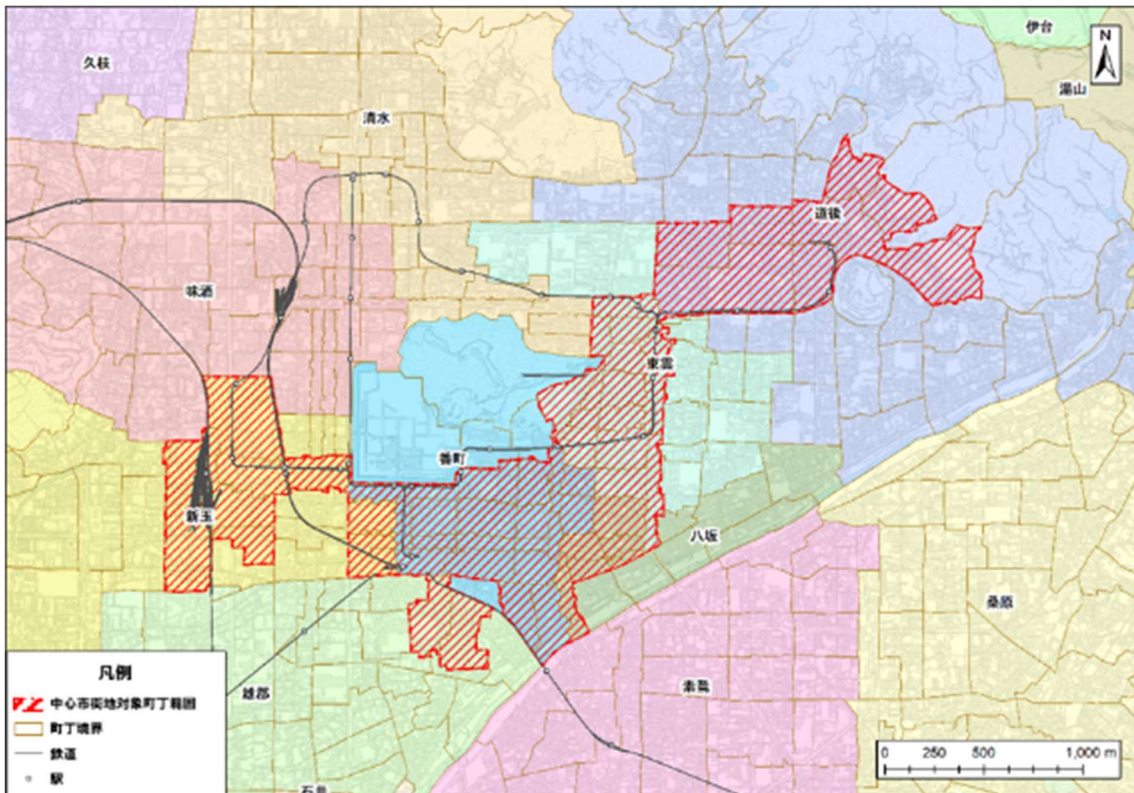 伊台
N
久枝
湯山
清水
道後
味酒
東雲
番町
新玉
八坂
桑原
素鵞
雄郡
石井
凡例
中心市街地対象町丁範囲
町丁境界
鉄道
駅
0 250 500 1,000 m